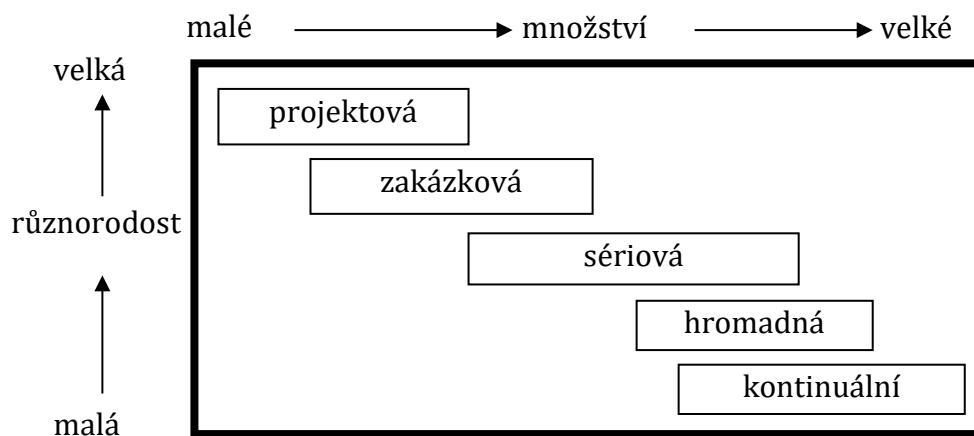 malé množství velké
velká
projektová
zakázková
různorodost
sériová
hromadná
kontinuální
malá